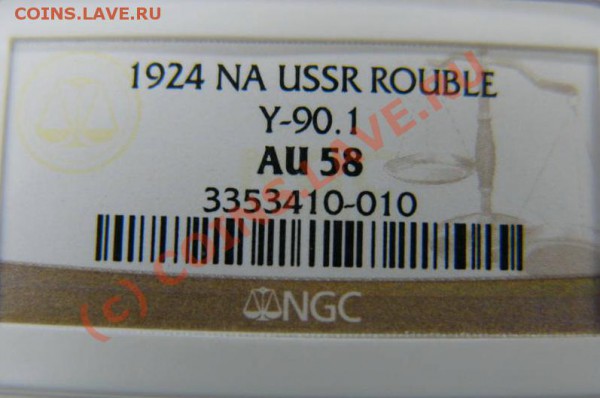 COINS.LAVE.RU
1924 NA USSR ROUBLE
Y-90.1
AU 58
3353410-010
NGC
(c) COINS.LAVE.RU